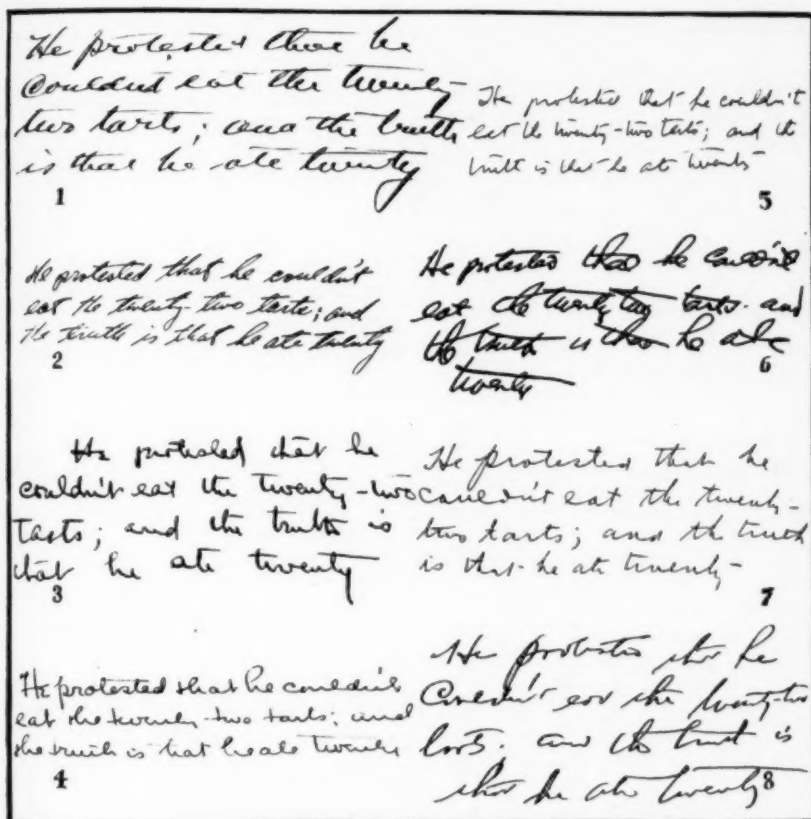 He protested that he
couldn't eat the twenty
two tarts; and the truth
is that he ate twenty
1
He protested that he couldn't
eat the twenty-two tarts; and the
truth is that he ate twenty
5
He protested that he couldn't
eat the twenty-two tarts; and
the truth is that he ate twenty
2
He protested that he couldn't
eat the twenty two tarts. and
the truth is that he ate
6
twenty
He protested that he
couldn't eat the twenty-two
tarts; and the truth is
that he ate twenty
3
He protested that he
couldn't eat the twenty-
two tarts; and the truth
is that he ate twenty-
7
He protested that he couldn't
eat the twenty-two tarts; and
the truth is that he ate twenty
4
He protested that he
Couldn't eat the twenty-two
tarts. and the truth is
that he ate twenty
8